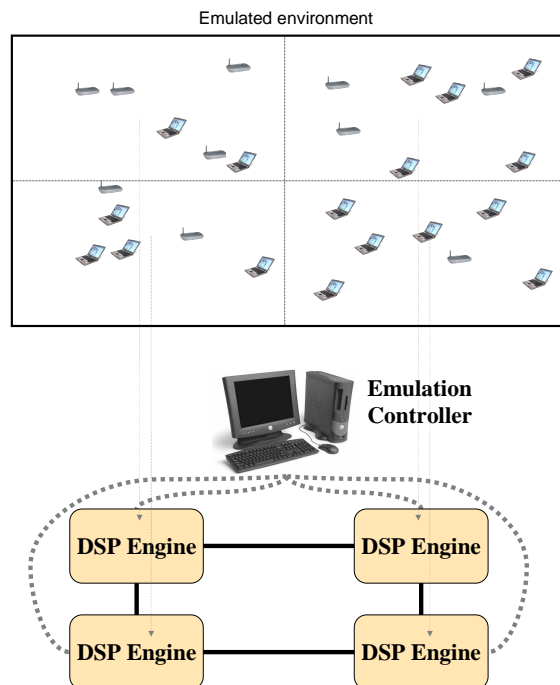 Emulated environment
Emulation
Controller
DSP Engine
DSP Engine
DSP Engine
DSP Engine